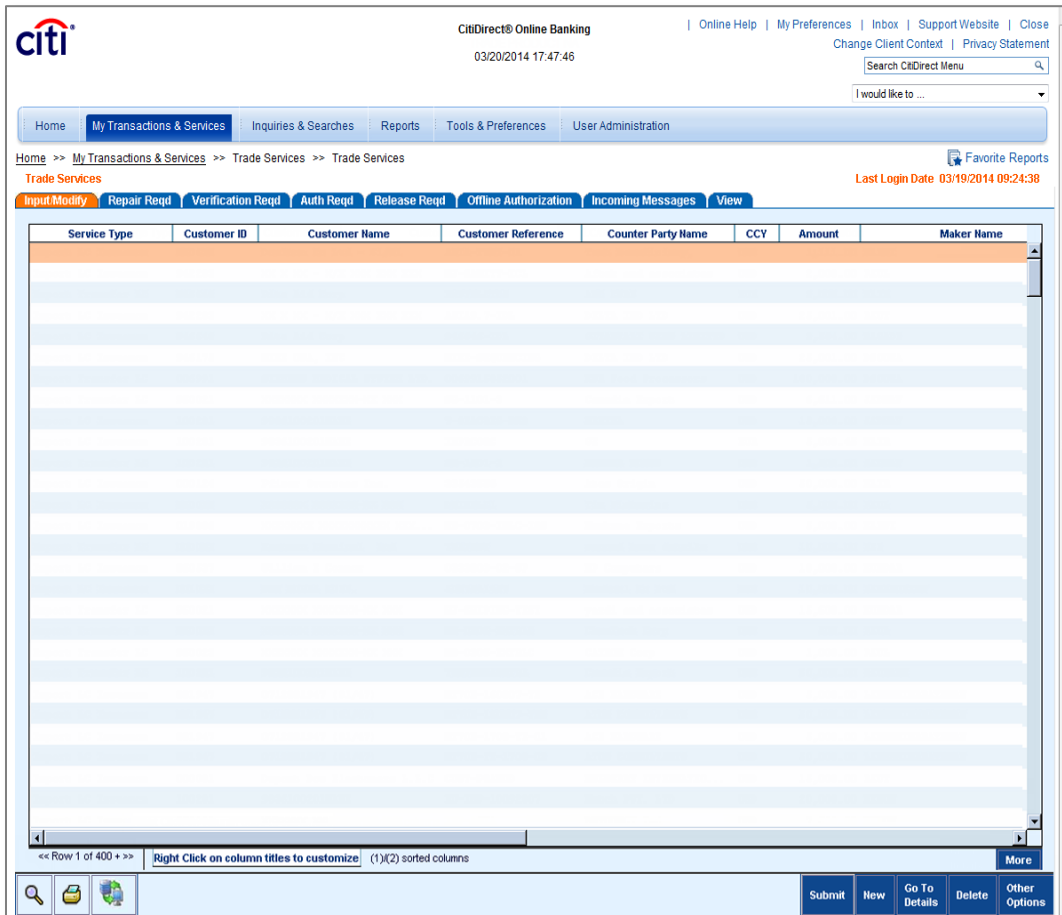 citi
CitiDirect® Online Banking
03/20/2014 17:47:46
| Online Help | My Preferences | Inbox | Support Website | Close
Change Client Context | Privacy Statement
Search CitiDirect Menu
I would like to ...
Home My Transactions & Services Inquiries & Searches Reports Tools & Preferences User Administration
Home >> My Transactions & Services >> Trade Services >> Trade Services
Favorite Reports
Trade Services
Last Login Date 03/19/2014 09:24:38
Input/Modify Repair Reqd Verification Reqd Auth Reqd Release Reqd Offline Authorization Incoming Messages View
Service Type Customer ID Customer Name Customer Reference Counter Party Name CCY Amount Maker Name
<< Row 1 of 400 + >> Right Click on column titles to customize (1)/(2) sorted columns
More
Submit New Go To Details Delete Other Options